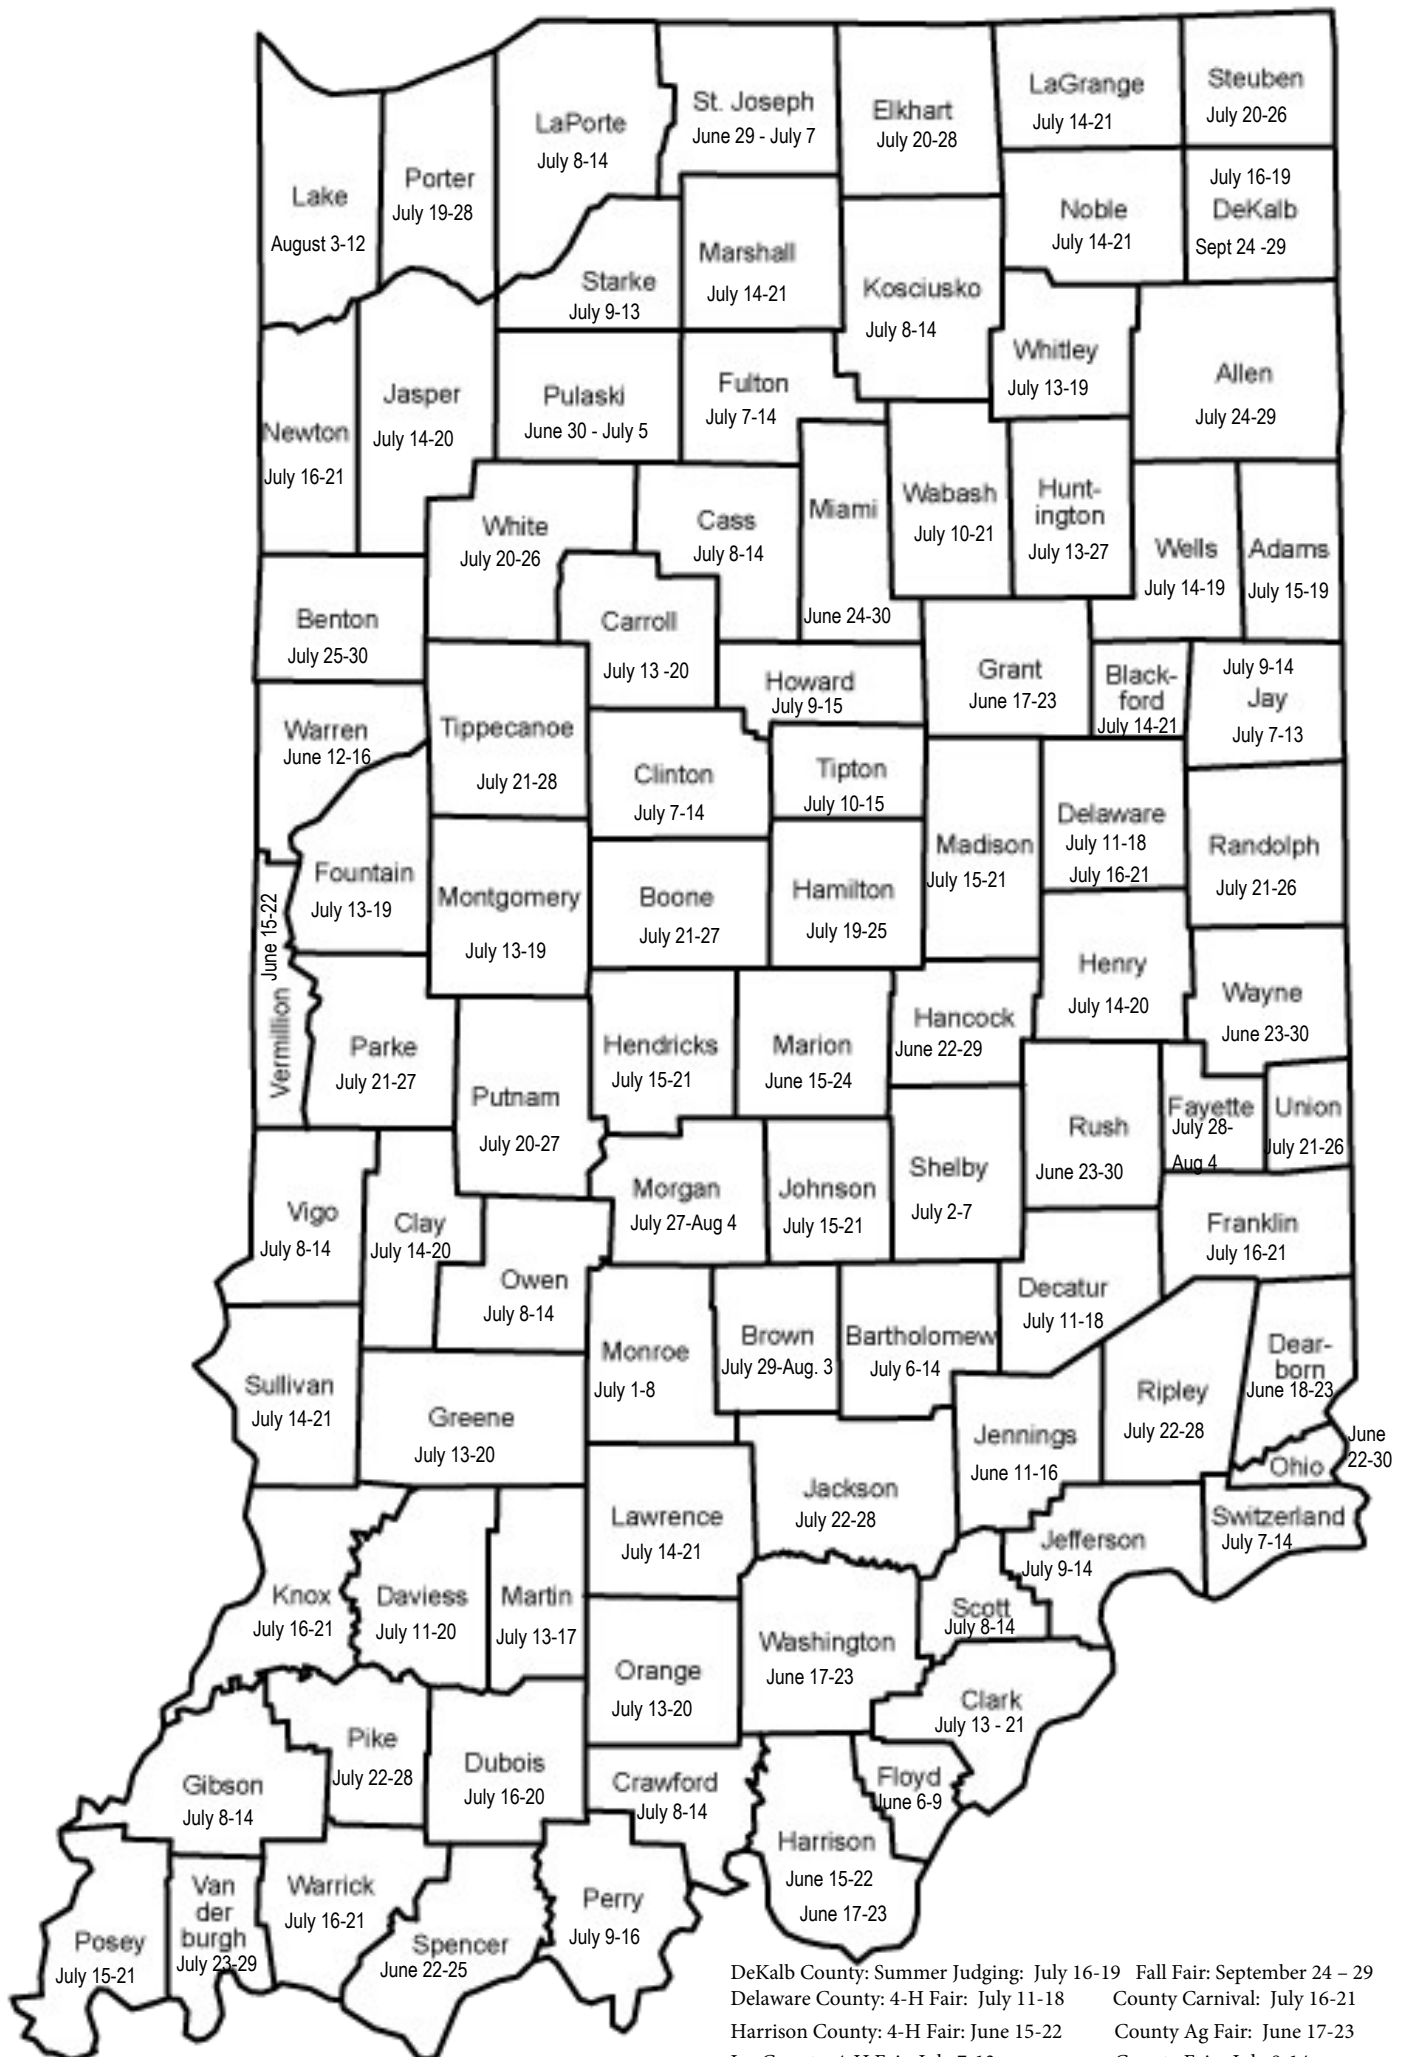 LaPorte
July 8-14
St. Joseph
June 29 - July 7
Elkhart
July 20-28
LaGrange
July 14-21
Steuben
July 20-26
Lake
August 3-12
Porter
July 19-28
Starke
July 9-13
Marshall
July 14-21
Kosciusko
July 8-14
Noble
July 14-21
July 16-19
DeKalb
Sept 24 -29
Newton
July 16-21
Jasper
July 14-20
Pulaski
June 30 - July 5
Fulton
July 7-14
Whitley
July 13-19
Allen
July 24-29
White
July 20-26
Cass
July 8-14
Miami
June 24-30
Wabash
July 10-21
Hunt-
ington
July 13-27
Wells
July 14-19
Adams
July 15-19
Benton
July 25-30
Carroll
July 13 -20
Howard
July 9-15
Grant
June 17-23
Black-
ford
July 14-21
July 9-14
Jay
July 7-13
Warren
June 12-16
Tippecanoe
July 21-28
Clinton
July 7-14
Tipton
July 10-15
Madison
July 15-21
Delaware
July 11-18
July 16-21
Randolph
July 21-26
Fountain
July 13-19
Montgomery
July 13-19
Boone
July 21-27
Hamilton
July 19-25
Henry
July 14-20
Wayne
June 23-30
Vermillion
June 15-22
Parke
July 21-27
Putnam
July 20-27
Hendricks
July 15-21
Marion
June 15-24
Hancock
June 22-29
Rush
June 23-30
Fayette
July 28-
Aug 4
Union
July 21-26
Vigo
July 8-14
Clay
July 14-20
Owen
July 8-14
Morgan
July 27-Aug 4
Johnson
July 15-21
Shelby
July 2-7
Franklin
July 16-21
Decatur
July 11-18
Sullivan
July 14-21
Greene
July 13-20
Monroe
July 1-8
Brown
July 29-Aug. 3
Bartholomew
July 6-14
Jennings
June 11-16
Ripley
July 22-28
Dear-
born
June 18-23
Ohio
June
22-30
Jackson
July 22-28
Lawrence
July 14-21
Jefferson
July 9-14
Switzerland
July 7-14
Knox
July 16-21
Daviess
July 11-20
Martin
July 13-17
Orange
July 13-20
Washington
June 17-23
Scott
July 8-14
Clark
July 13 - 21
Gibson
July 8-14
Pike
July 22-28
Dubois
July 16-20
Crawford
July 8-14
Floyd
June 6-9
Harrison
June 15-22
June 17-23
Posey
July 15-21
Van
der
burgh
July 23-29
Warrick
July 16-21
Spencer
June 22-25
Perry
July 9-16
DeKalb County: Summer Judging: July 16-19 Fall Fair: September 24 – 29
Delaware County: 4-H Fair: July 11-18 County Carnival: July 16-21
Harrison County: 4-H Fair: June 15-22 County Ag Fair: June 17-23